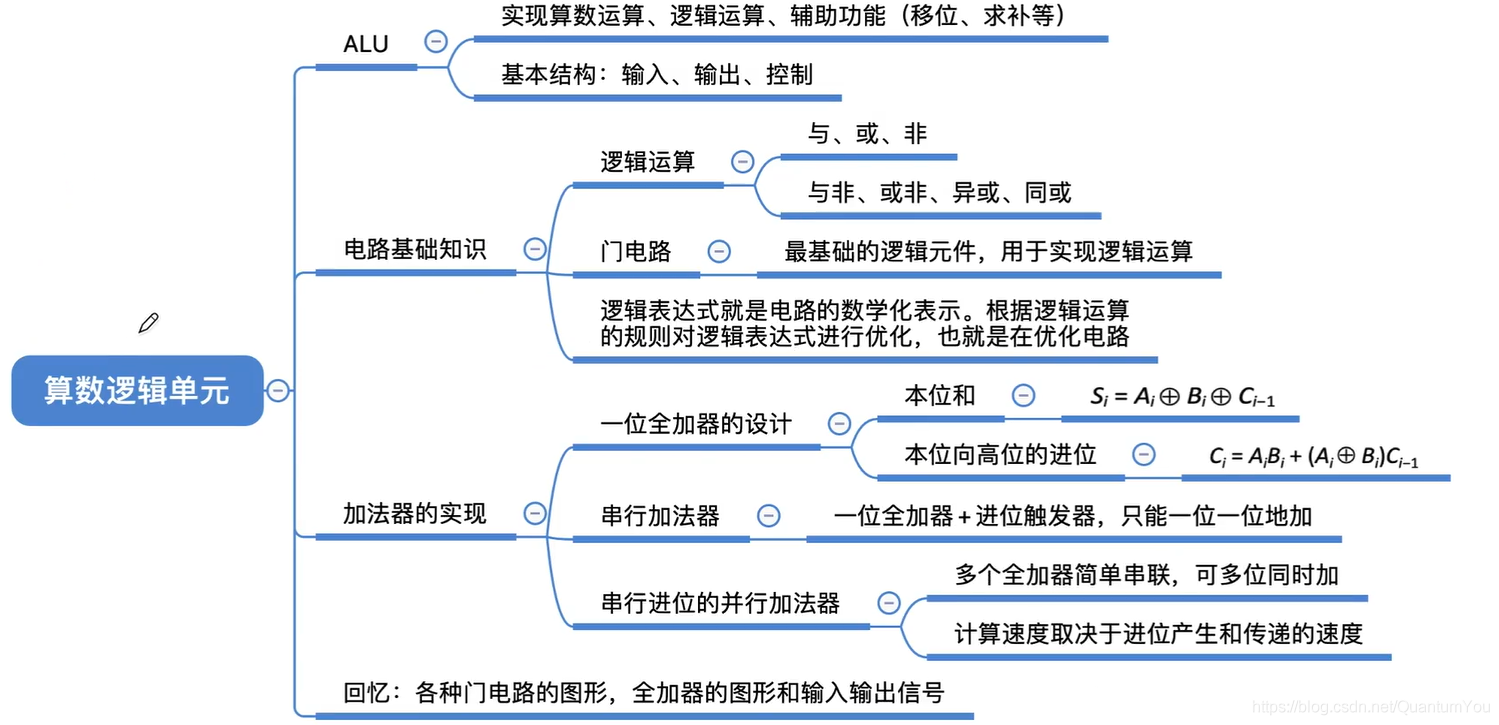 实现算数运算、逻辑运算、辅助功能（移位、求补等）
ALU
基本结构：输入、输出、控制
与、或、非
逻辑运算
与非、或非、异或、同或
电路基础知识
门电路
最基础的逻辑元件，用于实现逻辑运算
逻辑表达式就是电路的数学化表示。根据逻辑运算
的规则对逻辑表达式进行优化，也就是在优化电路
算数逻辑单元
本位和
Sᵢ = Aᵢ ⊕ Bᵢ ⊕ Cᵢ₋₁
一位全加器的设计
本位向高位的进位
Cᵢ = AᵢBᵢ + (Aᵢ ⊕ Bᵢ)Cᵢ₋₁
加法器的实现
串行加法器
一位全加器 + 进位触发器，只能一位一位地加
多个全加器简单串联，可多位同时加
串行进位的并行加法器
计算速度取决于进位产生和传递的速度
回忆：各种门电路的图形，全加器的图形和输入输出信号
https://blog.csdn.net/QuantumYou